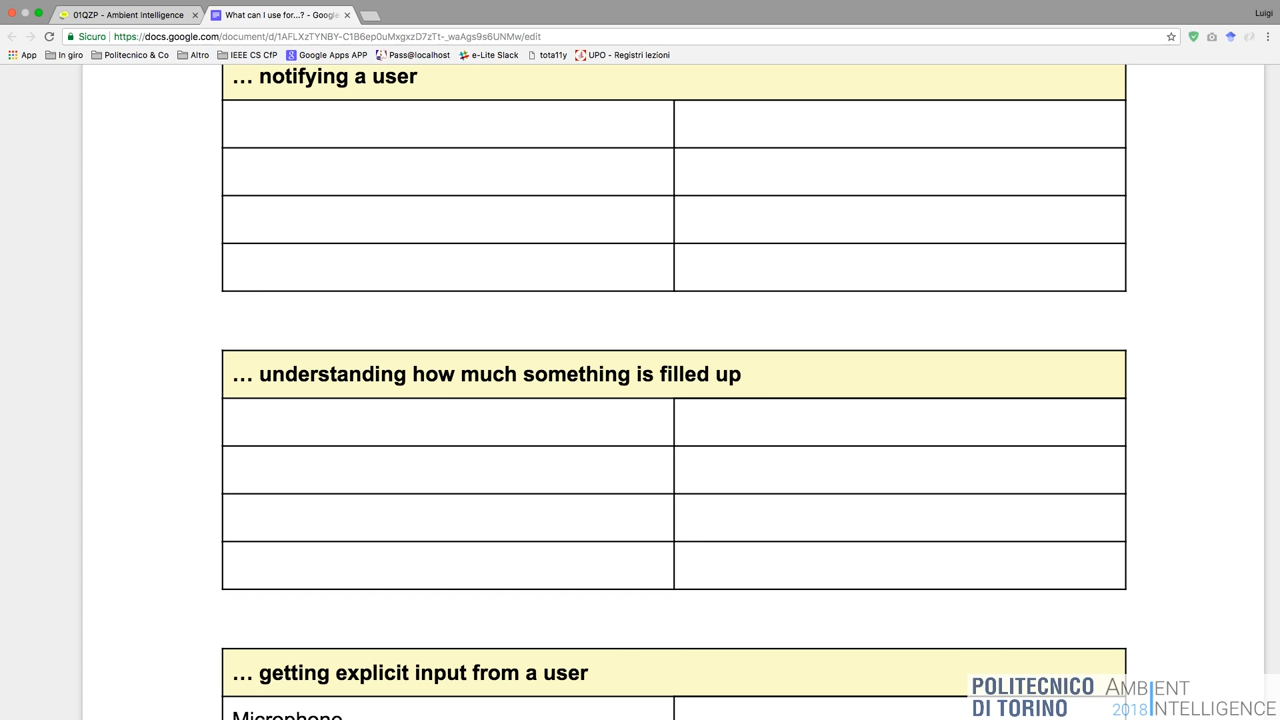 01QZP - Ambient Intelligence
What can I use for...? - Google
Luigi
Sicuro https://docs.google.com/document/d/1AFLXzTYNBY-C1B6ep0uMxgxzD7zTt-_waAgs9s6UNMw/edit
App In giro Politecnico & Co Altro IEEE CS CfP Google Apps APP Pass@localhost e-Lite Slack tota11y UPO - Registri lezioni
... notifying a user
... understanding how much something is filled up
... getting explicit input from a user
Microphone
POLITECNICO
DI TORINO
AMBIENT
2018 INTELLIGENCE